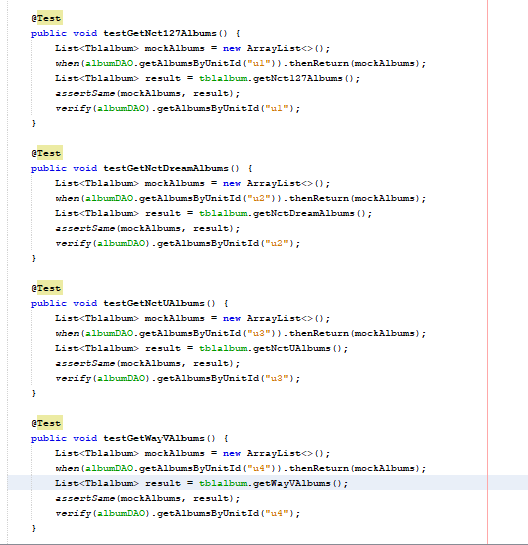 @Test
public void testGetNct127Albums() {
    List<Tblalbum> mockAlbums = new ArrayList<>();
    when(albumDAO.getAlbumsByUnitId("u1")).thenReturn(mockAlbums);
    List<Tblalbum> result = tblalbum.getNct127Albums();
    assertSame(mockAlbums, result);
    verify(albumDAO).getAlbumsByUnitId("u1");
}
@Test
public void testGetNctDreamAlbums() {
    List<Tblalbum> mockAlbums = new ArrayList<>();
    when(albumDAO.getAlbumsByUnitId("u2")).thenReturn(mockAlbums);
    List<Tblalbum> result = tblalbum.getNctDreamAlbums();
    assertSame(mockAlbums, result);
    verify(albumDAO).getAlbumsByUnitId("u2");
}
@Test
public void testGetNctUAlbums() {
    List<Tblalbum> mockAlbums = new ArrayList<>();
    when(albumDAO.getAlbumsByUnitId("u3")).thenReturn(mockAlbums);
    List<Tblalbum> result = tblalbum.getNctUAlbums();
    assertSame(mockAlbums, result);
    verify(albumDAO).getAlbumsByUnitId("u3");
}
@Test
public void testGetWayVAlbums() {
    List<Tblalbum> mockAlbums = new ArrayList<>();
    when(albumDAO.getAlbumsByUnitId("u4")).thenReturn(mockAlbums);
    List<Tblalbum> result = tblalbum.getWayVAlbums();
    assertSame(mockAlbums, result);
    verify(albumDAO).getAlbumsByUnitId("u4");
}